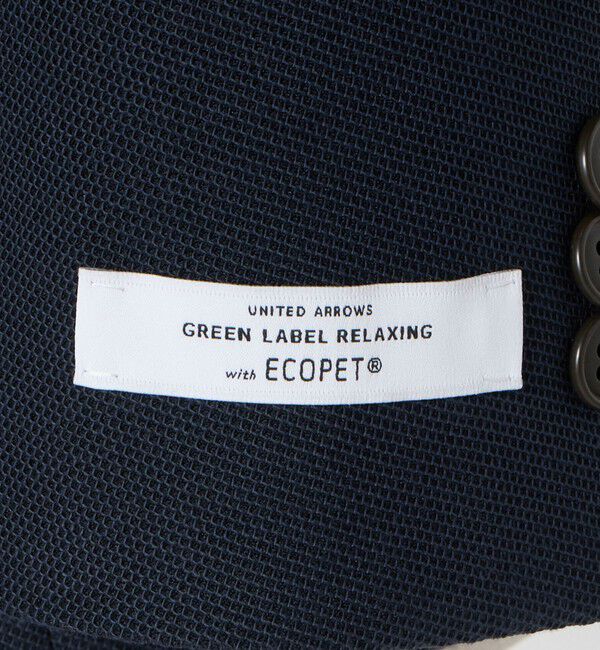 UNITED ARROWS
GREEN LABEL RELAXING
with ECOPET®